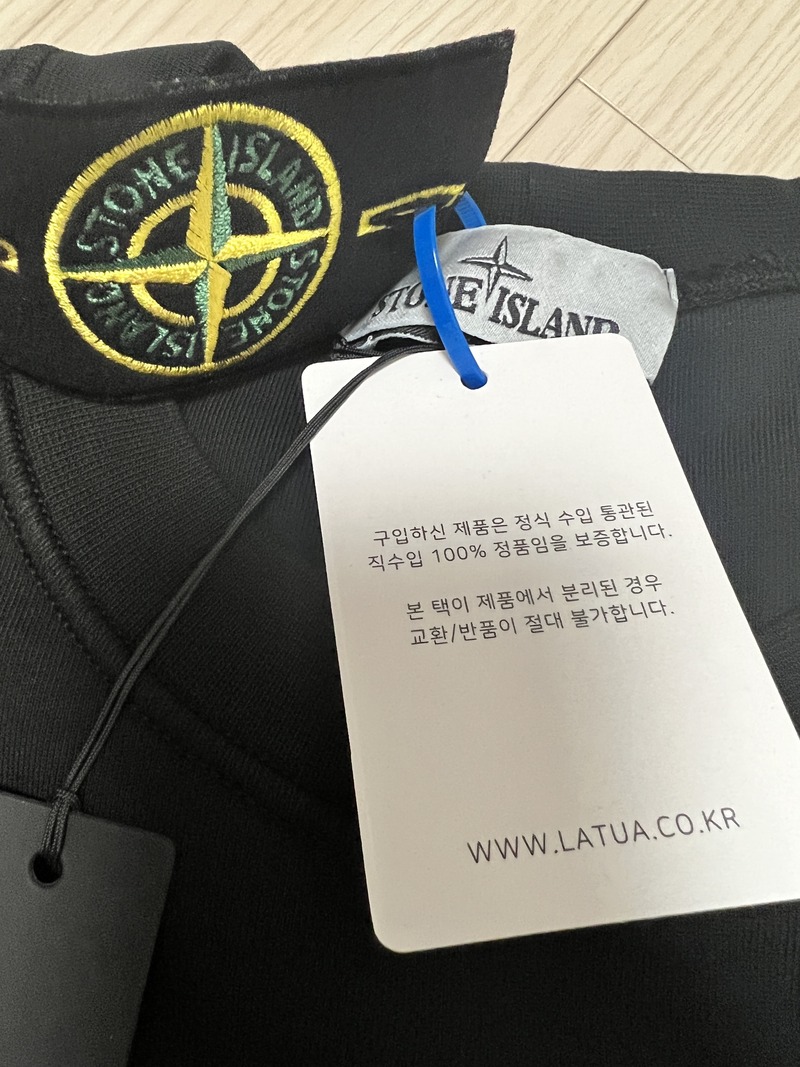 STONE ISLAND
STONE ISLAND
STONE ISLAND
구입하신 제품은 정식 수입 통관된
직수입 100% 정품임을 보증합니다.
본 택이 제품에서 분리된 경우
교환/반품이 절대 불가합니다.
WWW.LATUA.CO.KR